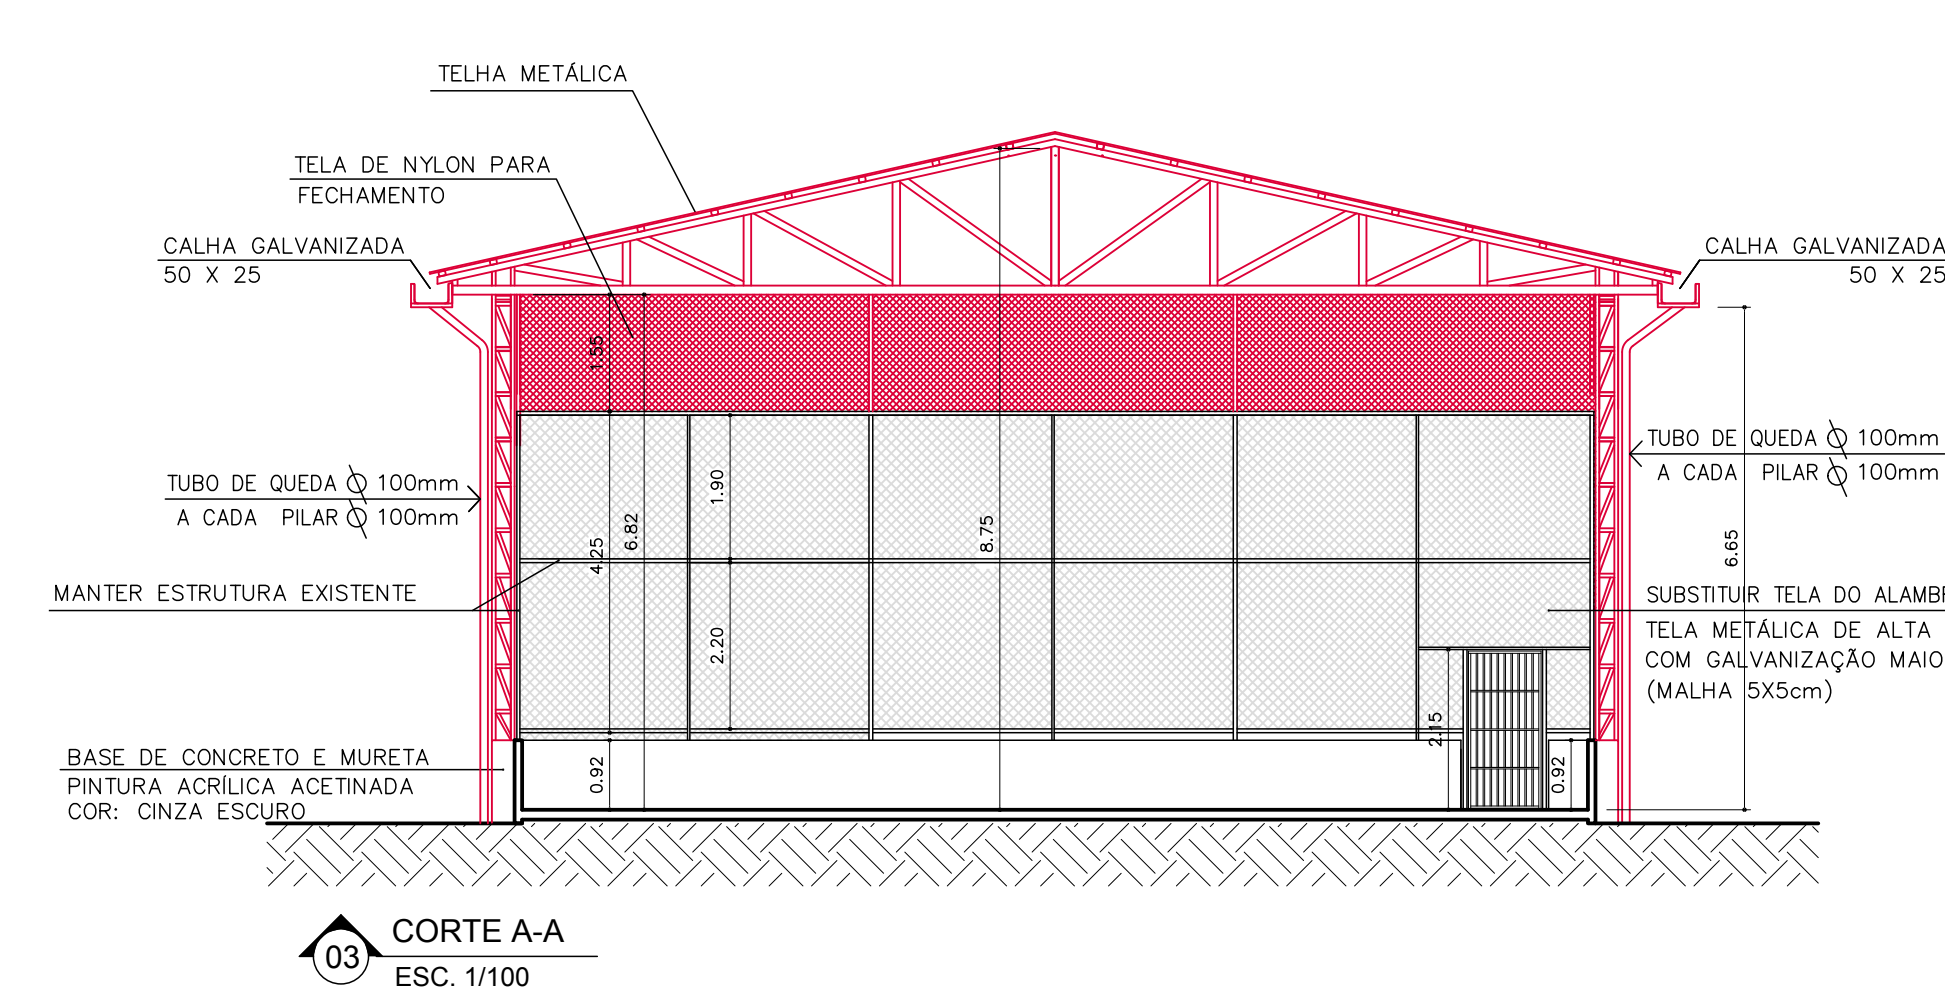 TELHA METÁLICA
TELA DE NYLON PARA
FECHAMENTO
CALHA GALVANIZADA
50 X 25
CALHA GALVANIZADA
50 X 25
1.55
TUBO DE QUEDA Ø 100mm
A CADA PILAR Ø 100mm
TUBO DE QUEDA Ø 100mm
A CADA PILAR Ø 100mm
1.90
6.82
8.75
4.25
6.65
MANTER ESTRUTURA EXISTENTE
SUBSTITUIR TELA DO
TELA METÁLICA DE ALTA
COM GALVANIZAÇÃO
(MALHA 5X5cm)
2.20
2.15
BASE DE CONCRETO E MURETA
PINTURA ACRÍLICA ACETINADA
COR: CINZA ESCURO
0.92
0.92
03
CORTE A-A
ESC. 1/100